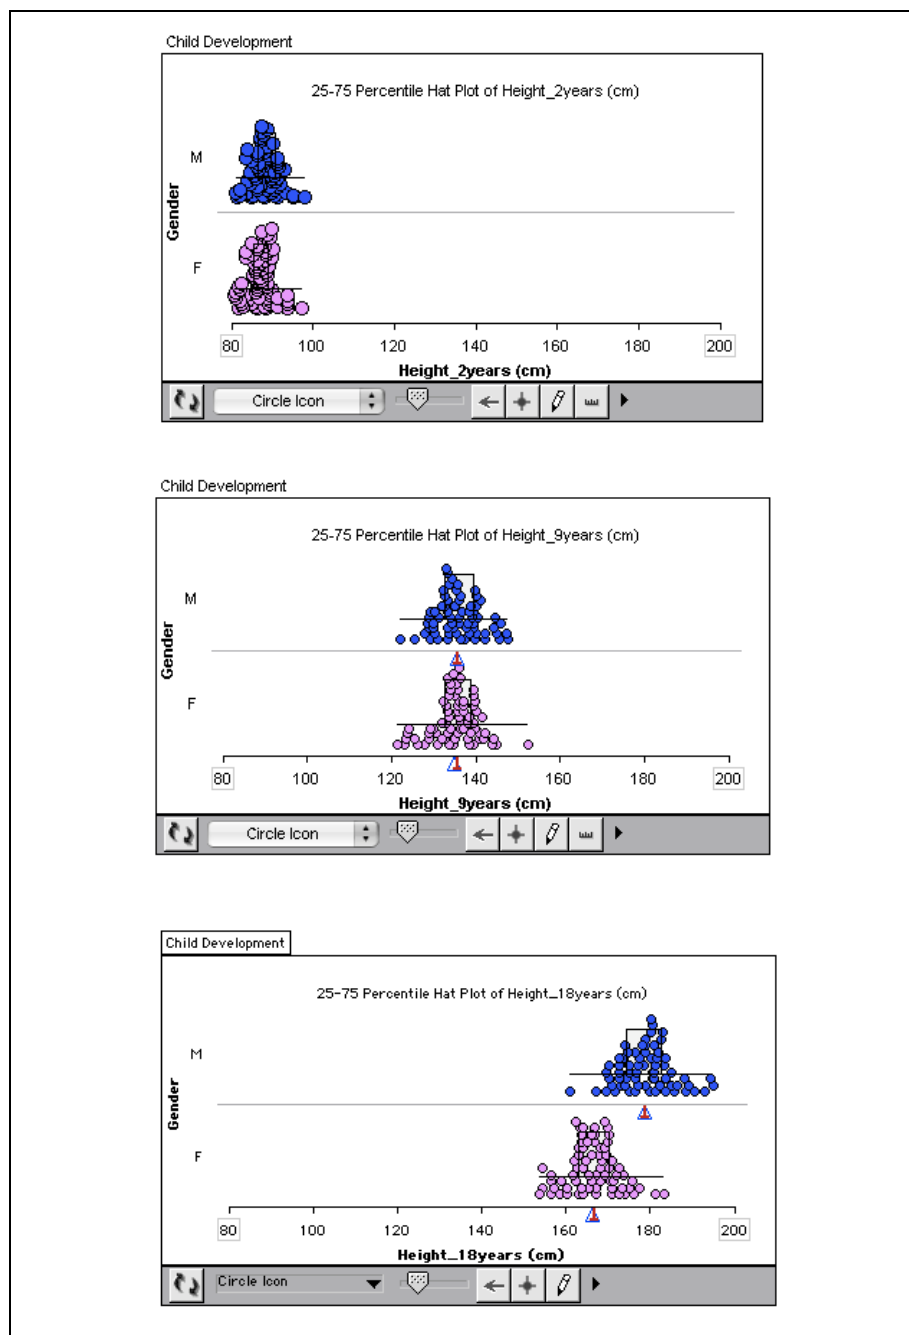 Child Development
25-75 Percentile Hat Plot of Height_2years (cm)
M
Gender
F
80 100 120 140 160 180 200
Height_2years (cm)
Circle Icon
Child Development
25-75 Percentile Hat Plot of Height_9years (cm)
M
Gender
F
80 100 120 140 160 180 200
Height_9years (cm)
Circle Icon
Child Development
25-75 Percentile Hat Plot of Height_18years (cm)
M
Gender
F
80 100 120 140 160 180 200
Height_18years (cm)
Circle Icon